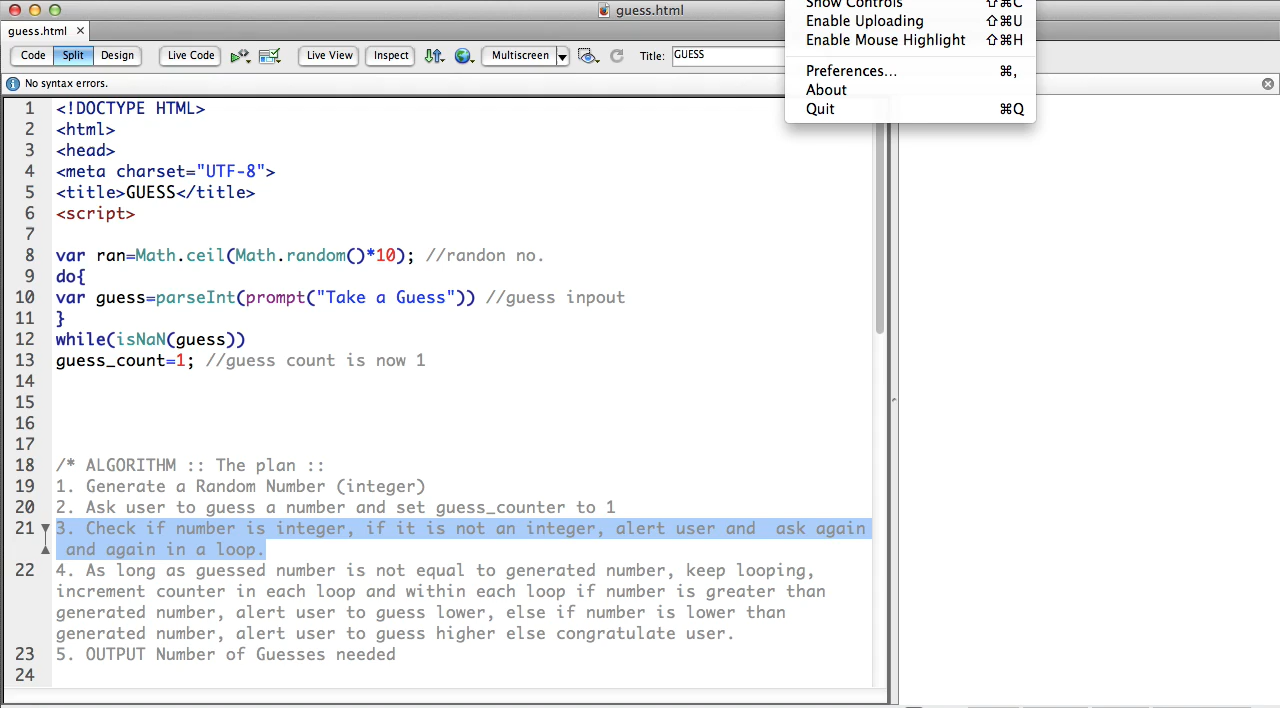 guess.html
Show Controls ⇧⌘C
Enable Uploading ⇧⌘U
Enable Mouse Highlight ⇧⌘H
Preferences... ⌘,
About
Quit ⌘Q
guess.html ×
Code Split Design Live Code Live View Inspect Multiscreen Title: GUESS
No syntax errors.
1 <!DOCTYPE HTML>
2 <html>
3 <head>
4 <meta charset="UTF-8">
5 <title>GUESS</title>
6 <script>
7
8 var ran=Math.ceil(Math.random()*10); //randon no.
9 do{
10 var guess=parseInt(prompt("Take a Guess")) //guess inpout
11 }
12 while(isNaN(guess))
13 guess_count=1; //guess count is now 1
14
15
16
17
18 /* ALGORITHM :: The plan ::
19 1. Generate a Random Number (integer)
20 2. Ask user to guess a number and set guess_counter to 1
21 3. Check if number is integer, if it is not an integer, alert user and  ask again
and again in a loop.
22 4. As long as guessed number is not equal to generated number, keep looping,
increment counter in each loop and within each loop if number is greater than
generated number, alert user to guess lower, else if number is lower than
generated number, alert user to guess higher else congratulate user.
23 5. OUTPUT Number of Guesses needed
24